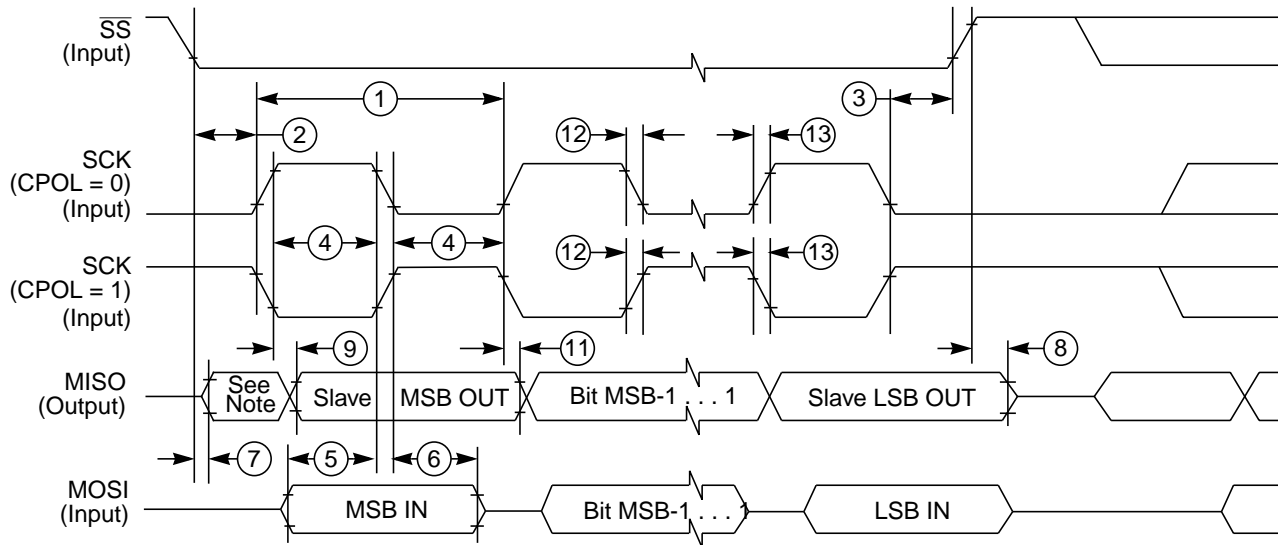 SS
(Input)
1
3
2
12
13
SCK
(CPOL = 0)
(Input)
4
4
12
13
SCK
(CPOL = 1)
(Input)
9
11
8
MISO
(Output)
See
Note
Slave
MSB OUT
Bit MSB-1 . . . 1
Slave LSB OUT
7
5
6
MOSI
(Input)
MSB IN
Bit MSB-1 . . . 1
LSB IN